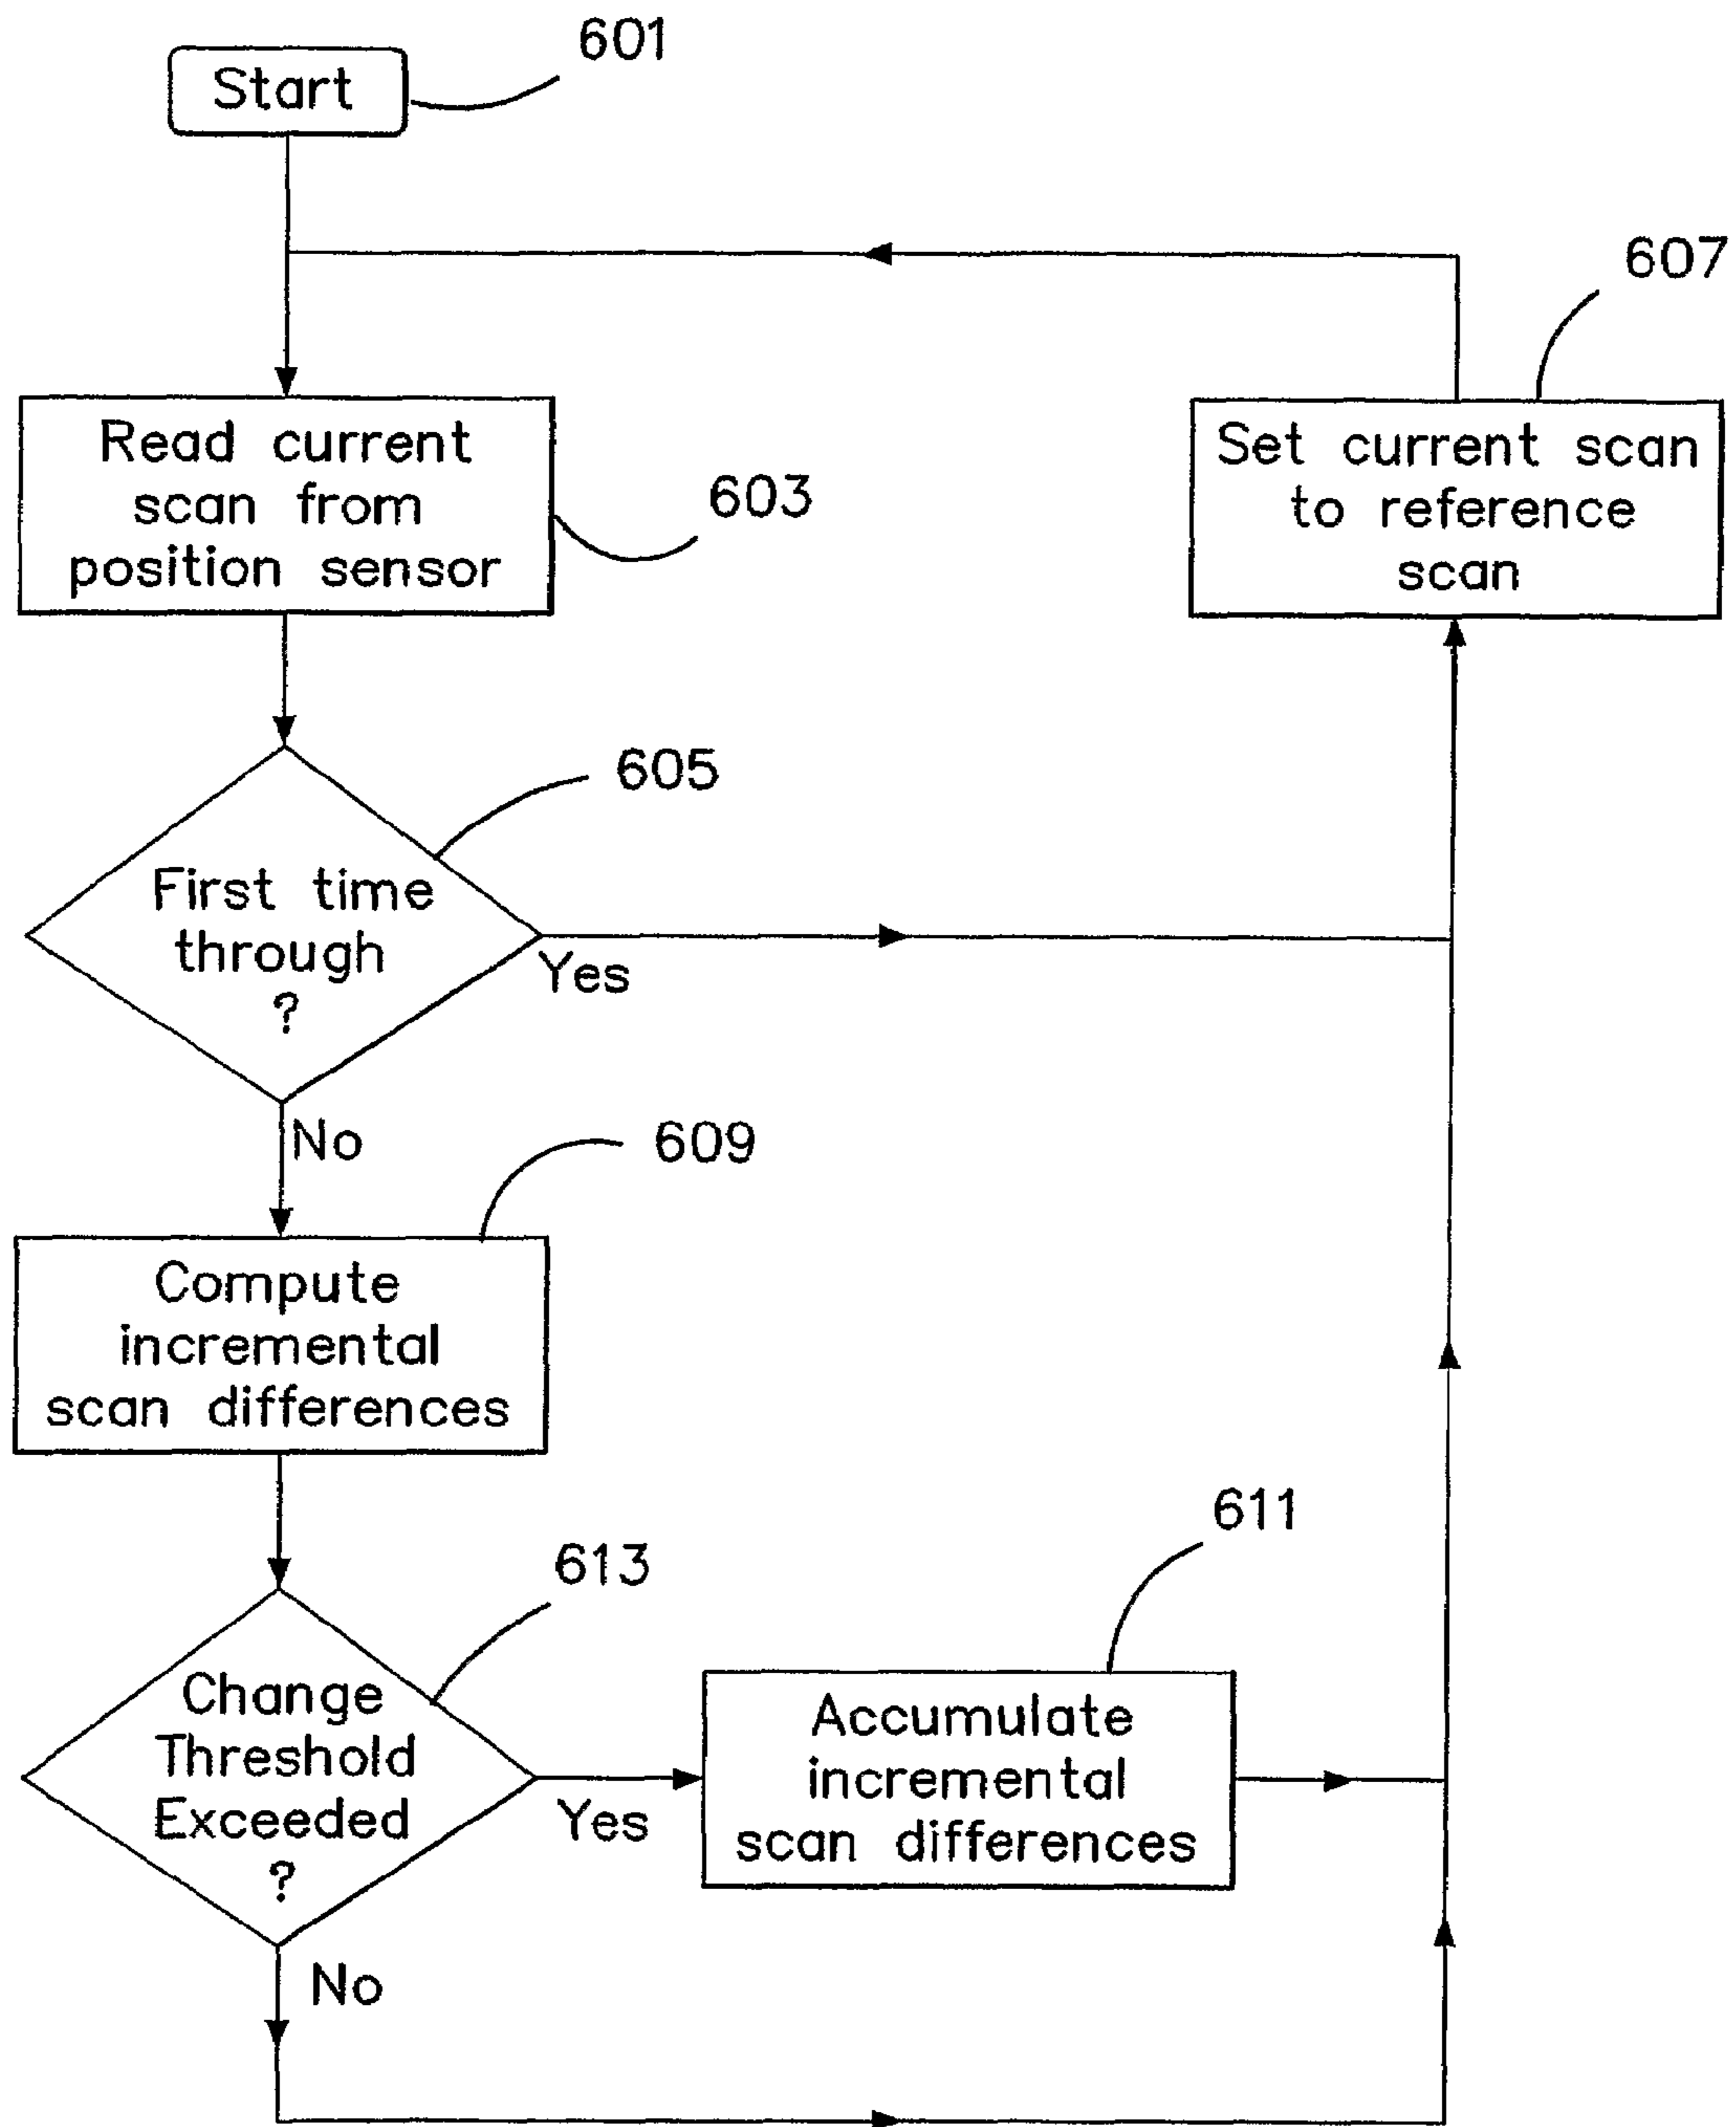 601
Start
607
Read current
scan from
position sensor
603
Set current scan
to reference
scan
605
First time
through
?
Yes
No
609
Compute
incremental
scan differences
611
613
Change
Threshold
Exceeded
?
Yes
Accumulate
incremental
scan differences
No